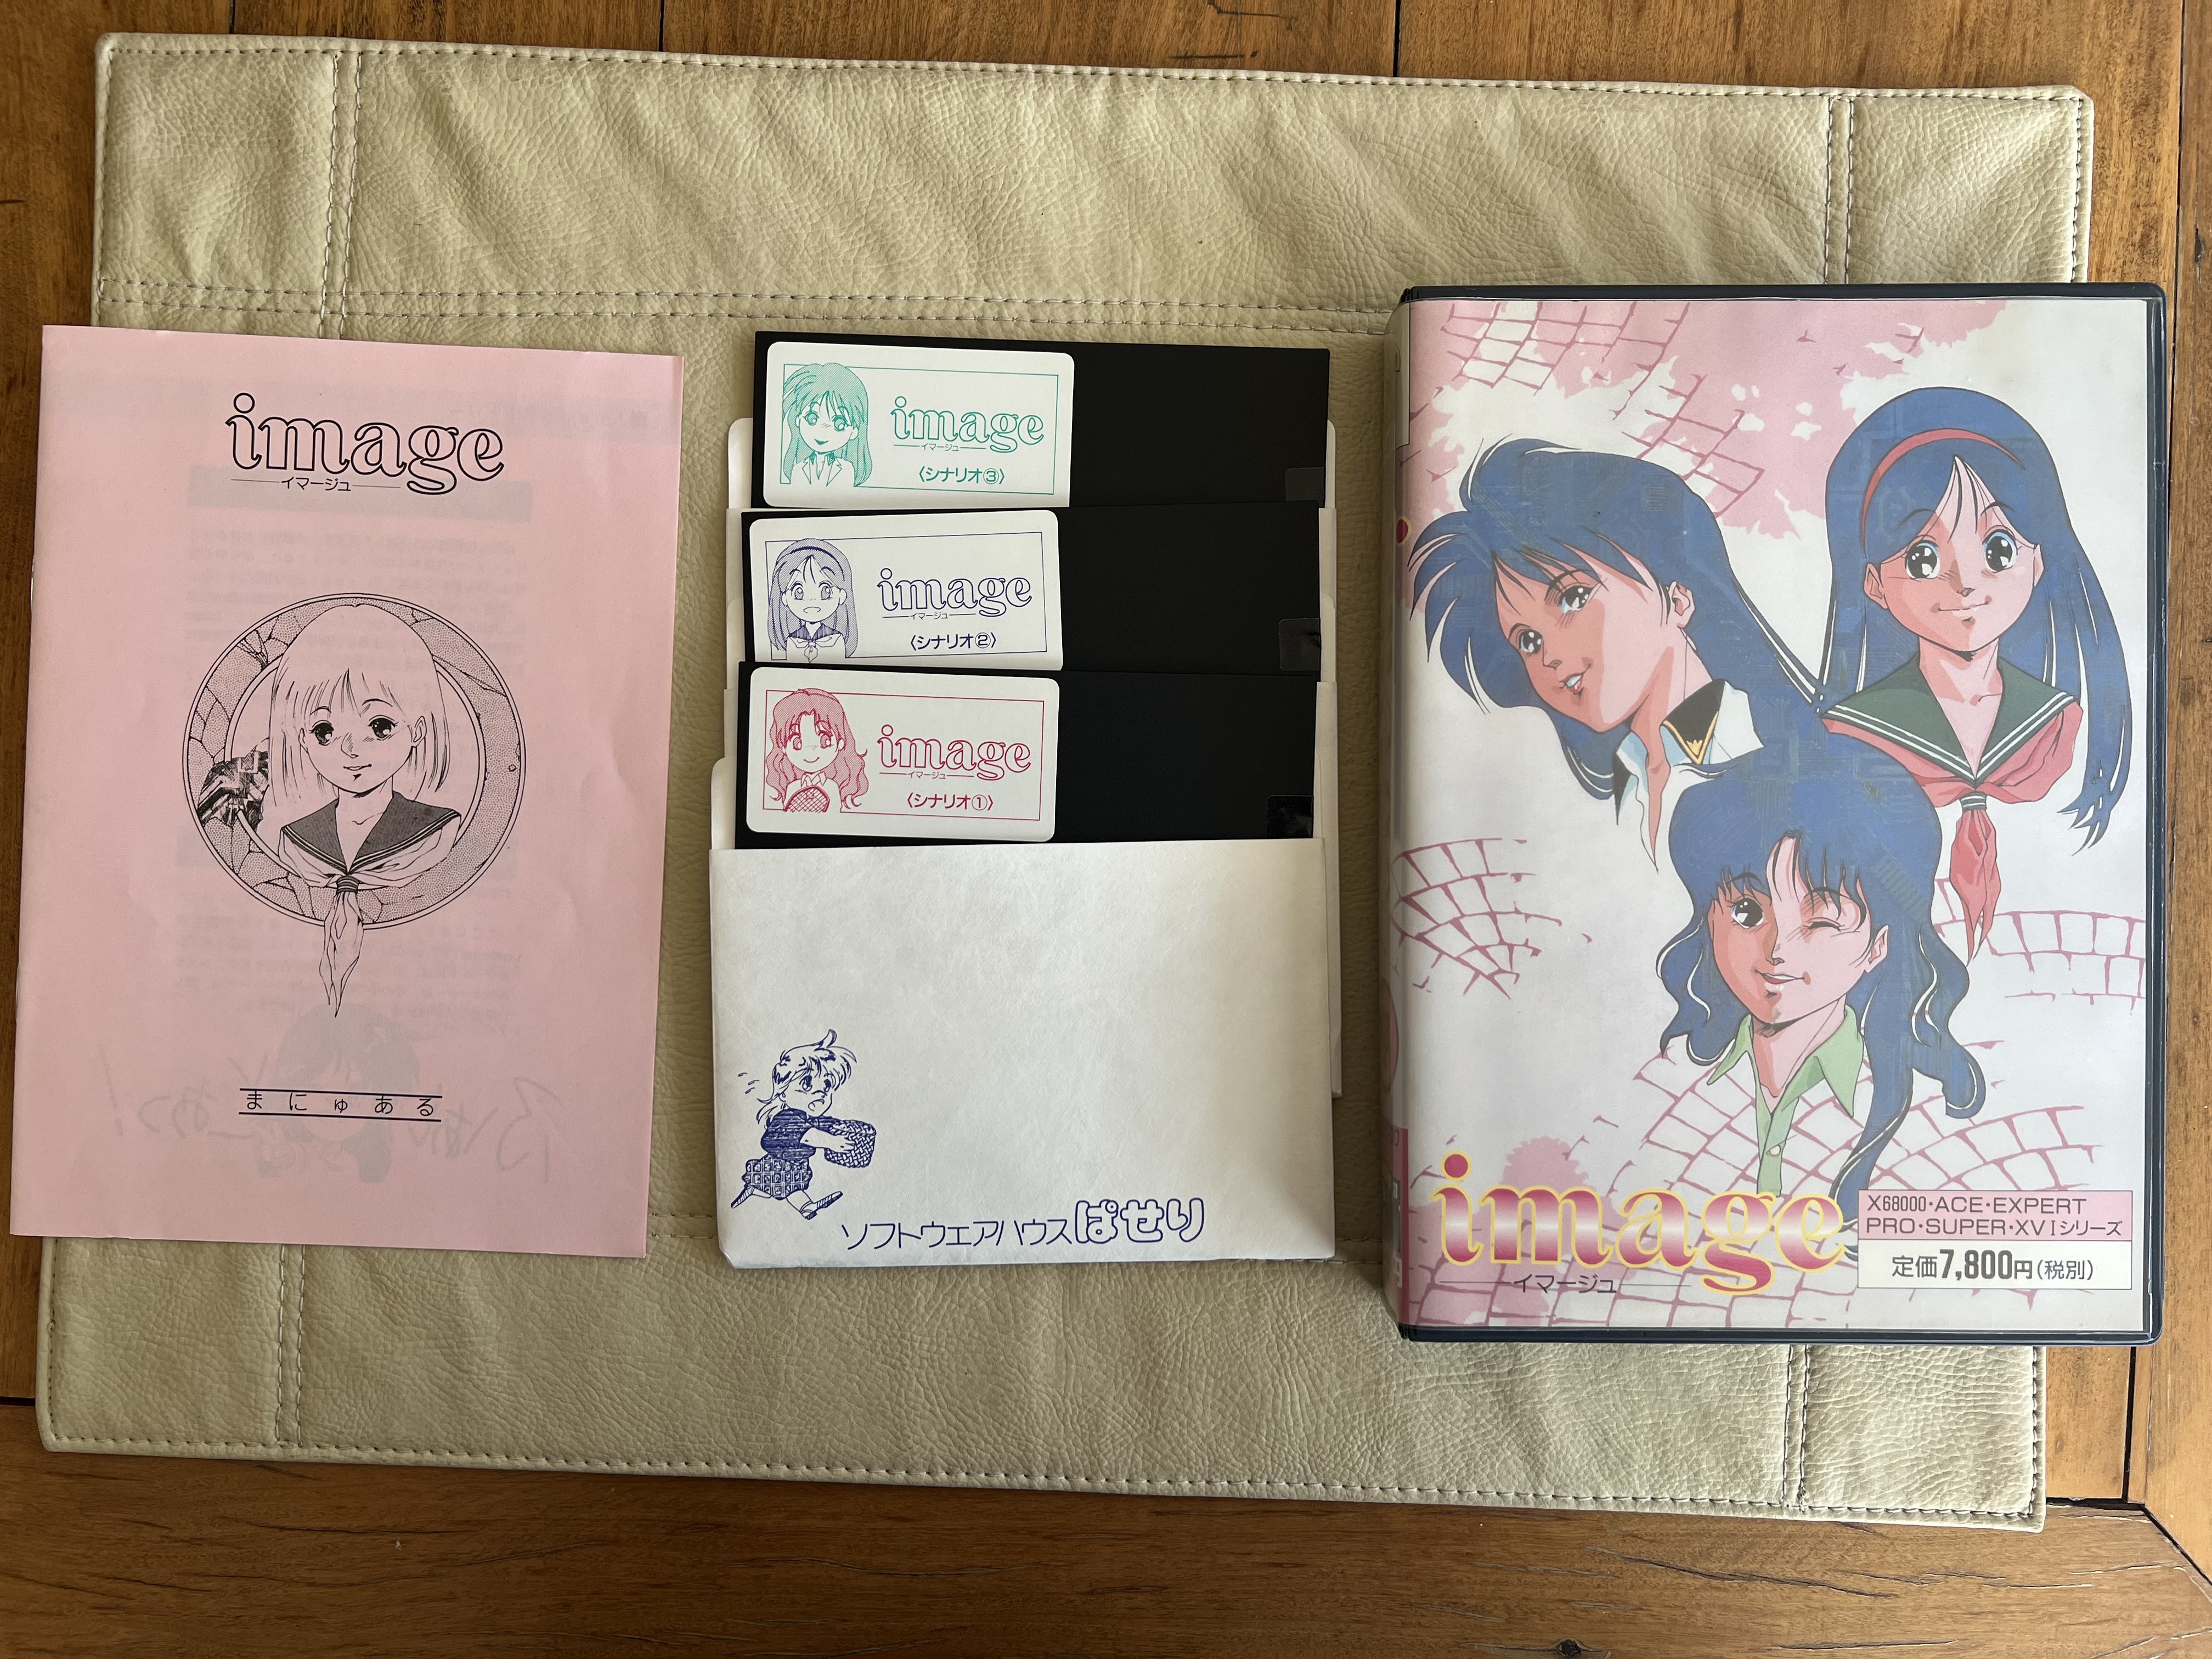 image
イマージュ
まにゅある
image
イマージュ
〈シナリオ③〉
image
イマージュ
〈シナリオ②〉
image
イマージュ
〈シナリオ①〉
ソフトウェアハウスぱせり
image
イマージュ
X68000・ACE・EXPERT
PRO・SUPER・XVIシリーズ
定価7,800円(税別)